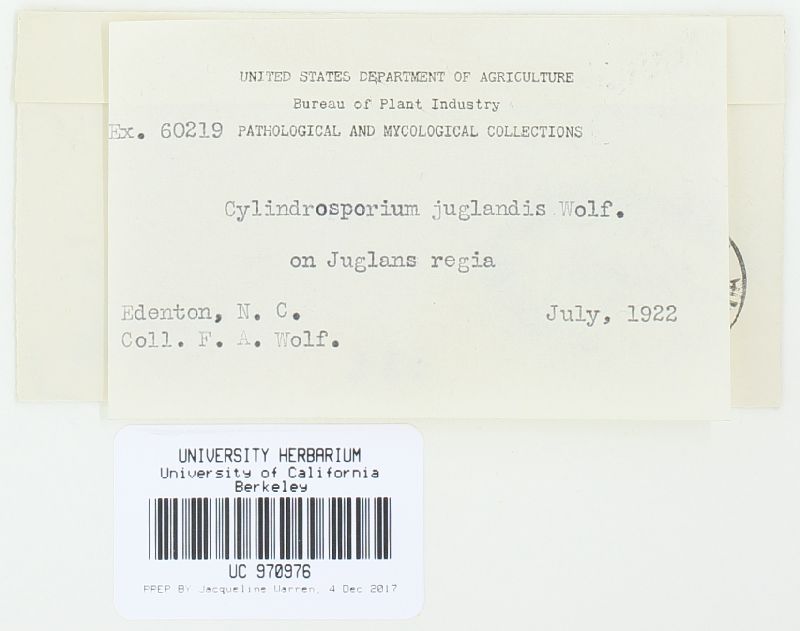 UNITED STATES DEPARTMENT OF AGRICULTURE
Bureau of Plant Industry
Ex. 60219 PATHOLOGICAL AND MYCOLOGICAL COLLECTIONS
Cylindrosporium juglandis Wolf.
on Juglans regia
Edenton, N. C. July, 1922
Coll. F. A. Wolf.
UNIVERSITY HERBARIUM
University of California
Berkeley
UC 970976
PREP BY Jacqueline Warren, 4 Dec 2017